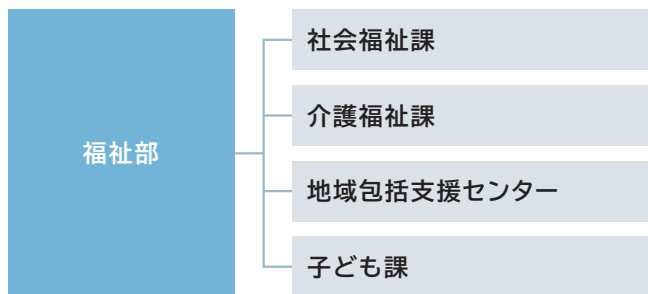 福祉部
社会福祉課
介護福祉課
地域包括支援センター
子ども課